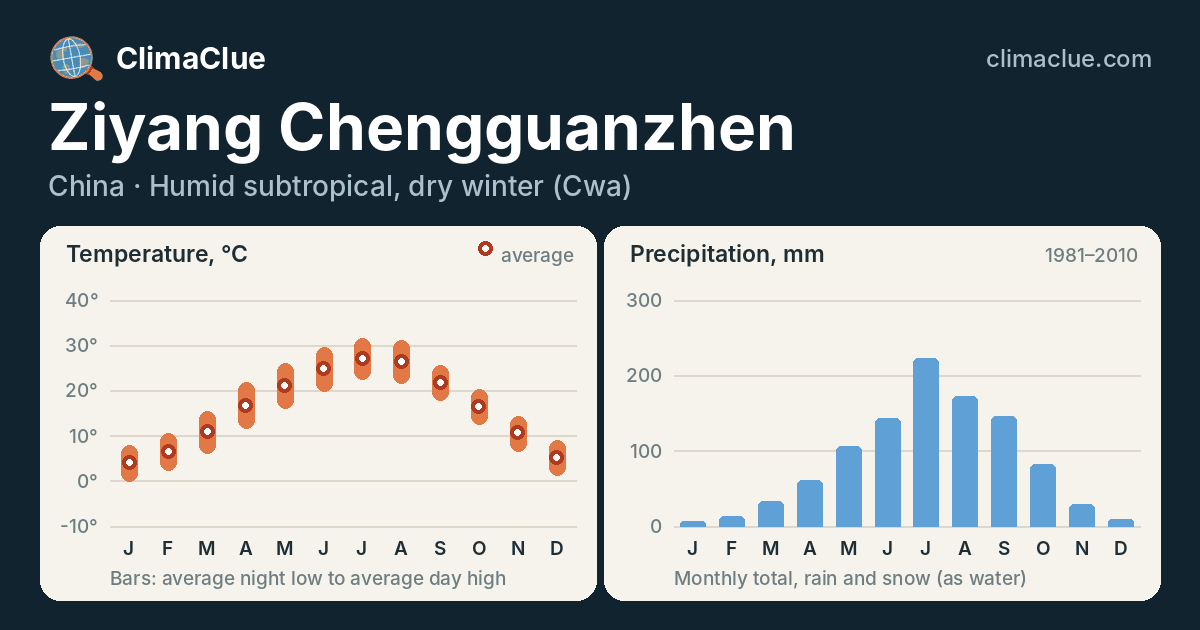 ClimaClue
climaclue.com
Ziyang Chengguanzhen
China · Humid subtropical, dry winter (Cwa)
Temperature, °C
average
40°
30°
20°
10°
0°
-10°
J F M A M J J A S O N D
Bars: average night low to average day high
Precipitation, mm
1981–2010
300
200
100
0
J F M A M J J A S O N D
Monthly total, rain and snow (as water)